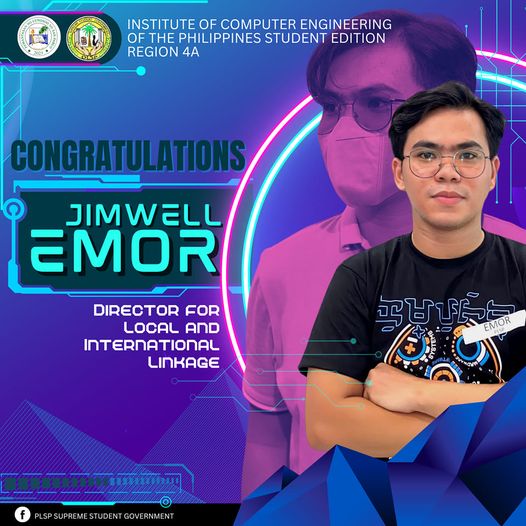 INSTITUTE OF COMPUTER ENGINEERING
OF THE PHILIPPINES STUDENT EDITION
REGION 4A
CONGRATULATIONS
JIMWELL
EMOR
DIRECTOR FOR
LOCAL AND
INTERNATIONAL
LINKAGE
EMOR
PLSP
PLSP SUPREME STUDENT GOVERNMENT